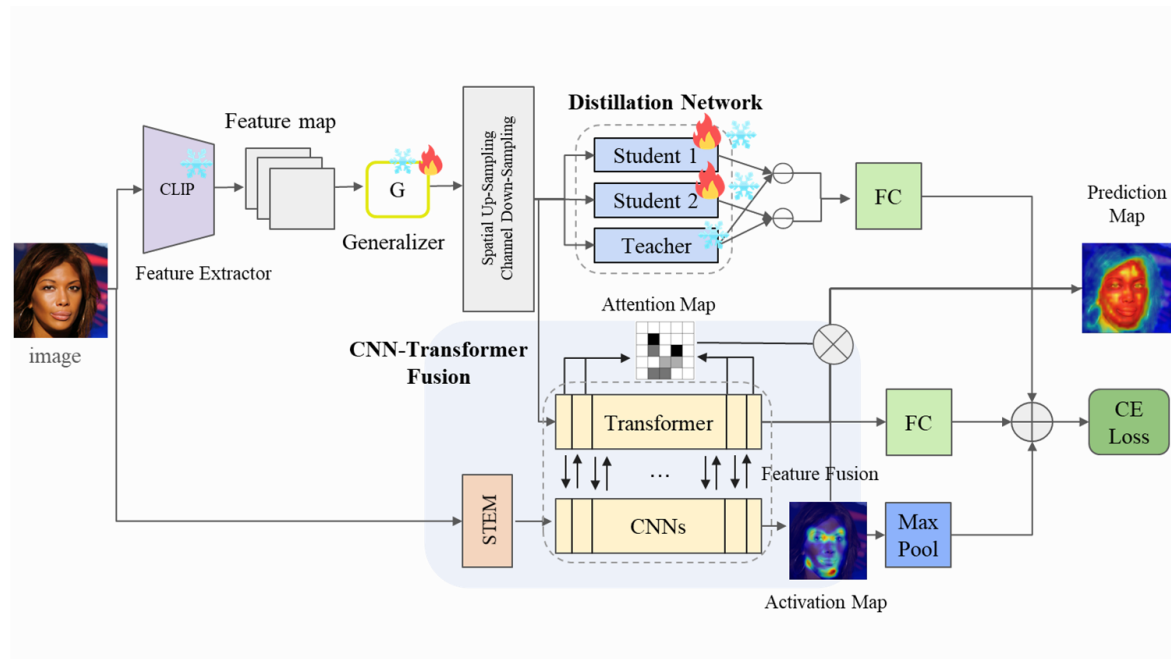 Distillation Network
Feature map
CLIP
G
Generalizer
Feature Extractor
Spatial Up-Sampling
Channel Down-Sampling
Student 1
Student 2
Teacher
FC
Prediction
Map
image
Attention Map
CNN-Transformer
Fusion
Transformer
FC
CE
Loss
...
Feature Fusion
STEM
CNNs
Max
Pool
Activation Map